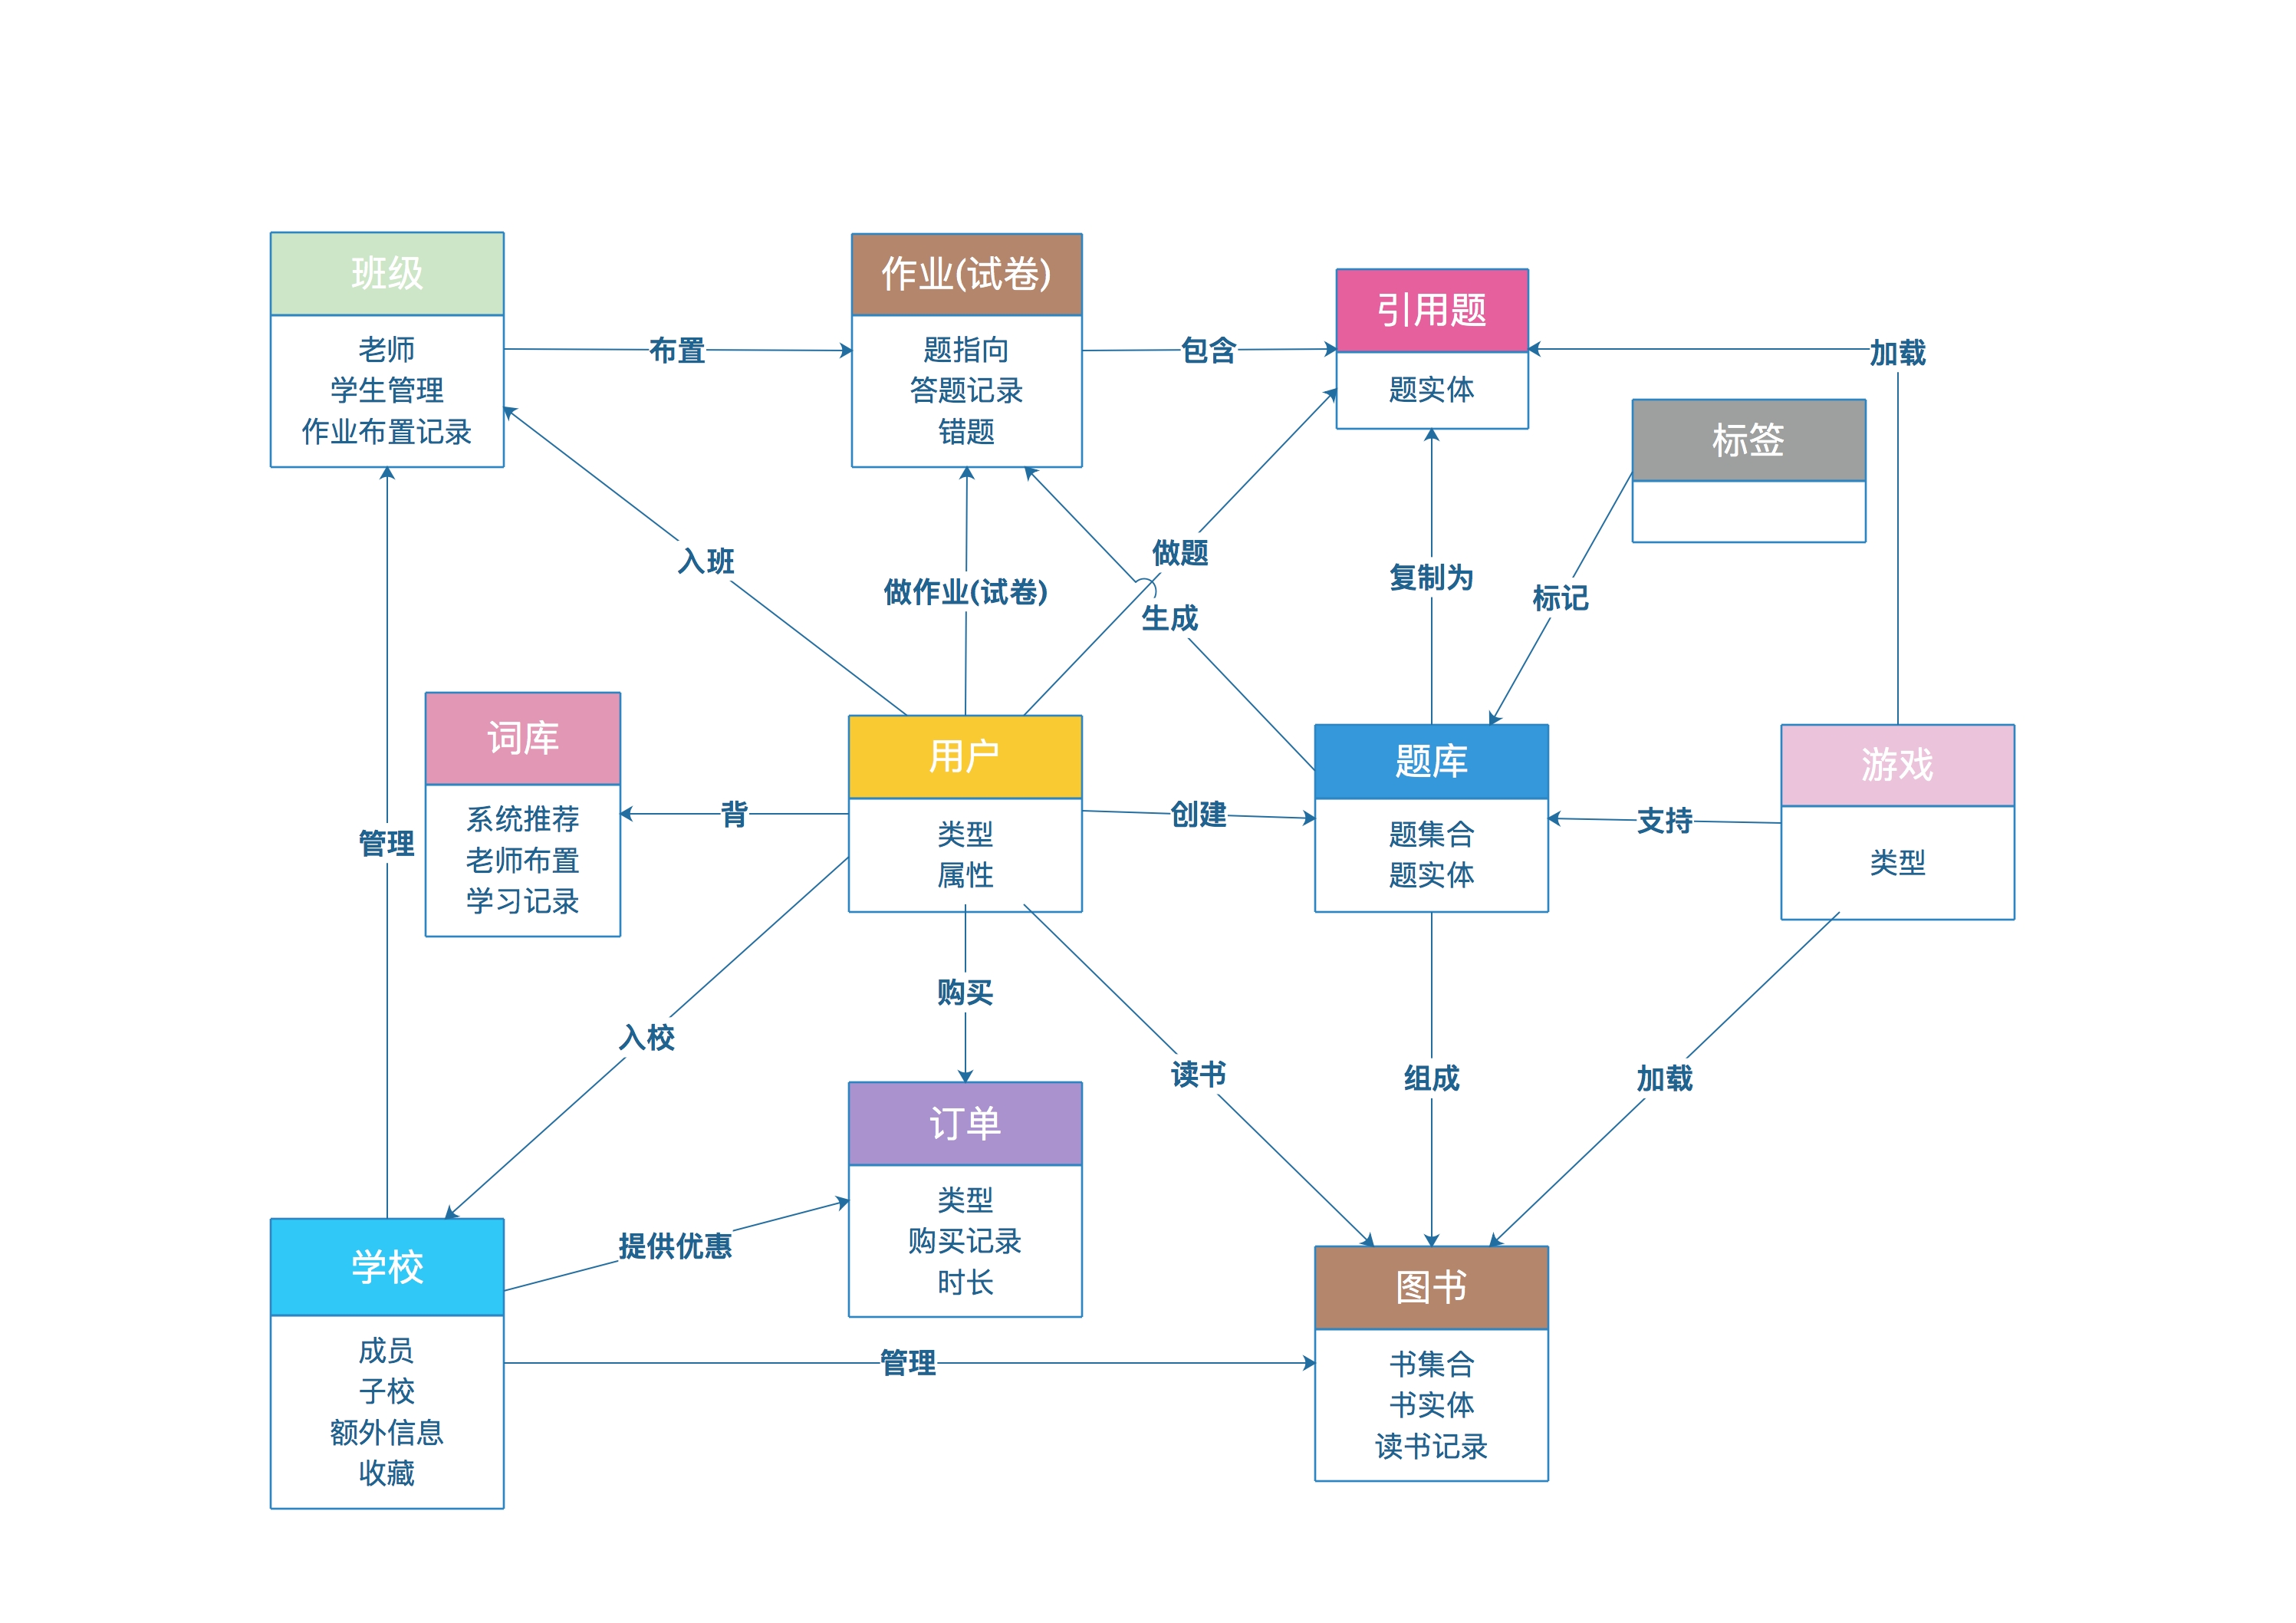 班级
老师
学生管理
作业布置记录
布置
作业(试卷)
题指向
答题记录
错题
包含
引用题
题实体
加载
标签
入班
做作业(试卷)
做题
生成
复制为
标记
词库
系统推荐
老师布置
学习记录
背
用户
类型
属性
创建
题库
题集合
题实体
支持
游戏
类型
管理
入校
购买
读书
组成
加载
订单
类型
购买记录
时长
提供优惠
学校
成员
子校
额外信息
收藏
管理
图书
书集合
书实体
读书记录